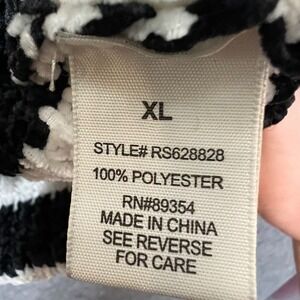 XL
STYLE# RS628828
100% POLYESTER
RN#89354
MADE IN CHINA
SEE REVERSE
FOR CARE